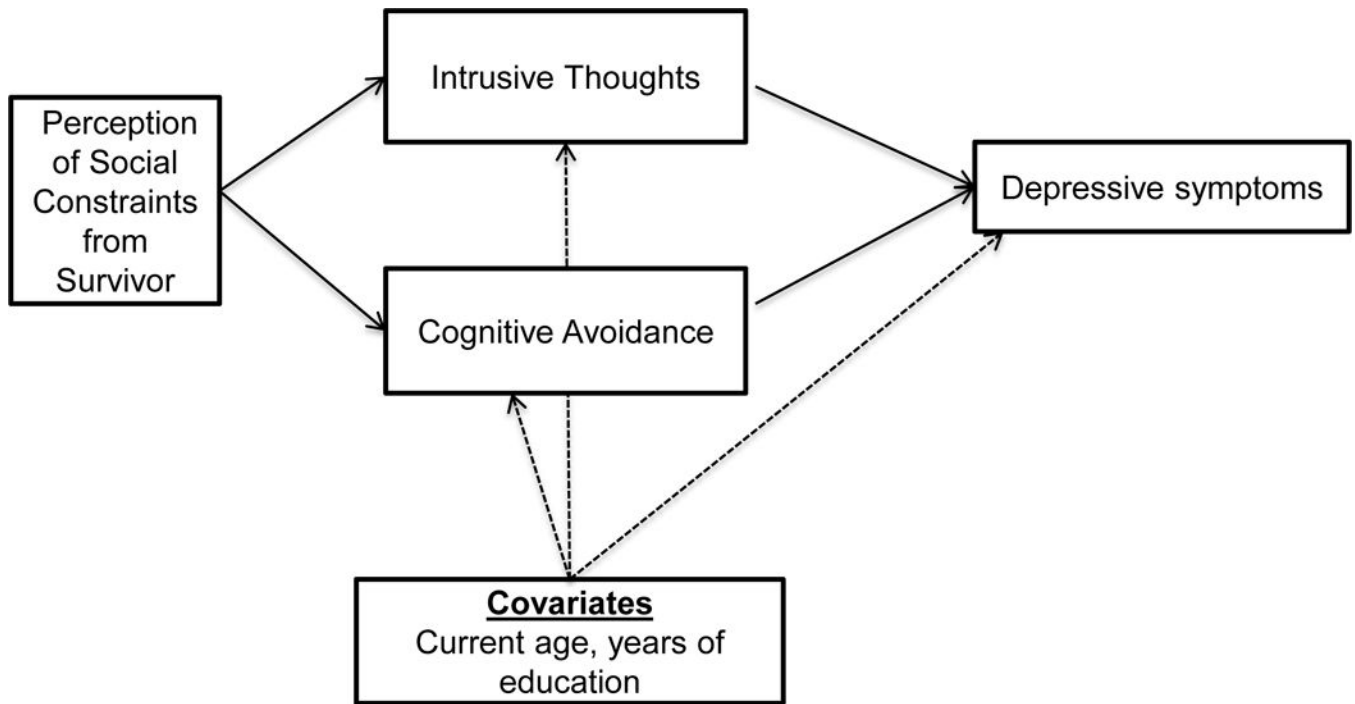 Intrusive Thoughts
Perception
of Social
Constraints
from
Survivor
Depressive symptoms
Cognitive Avoidance
Covariates
Current age, years of
education